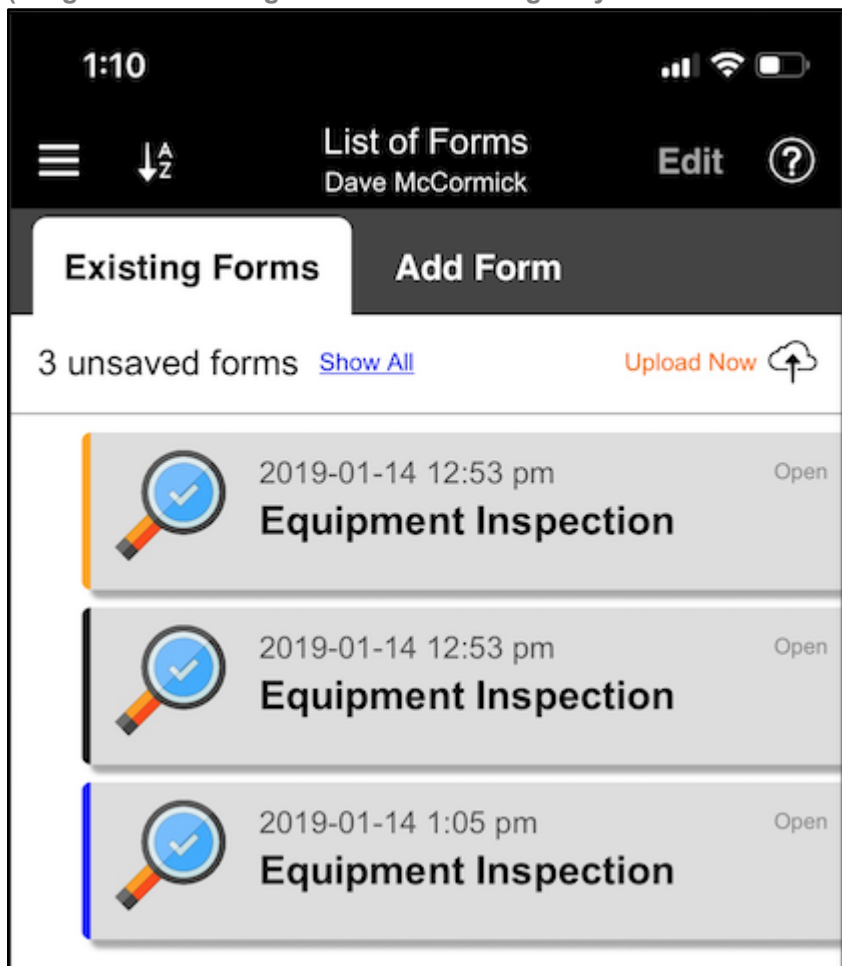 1:10
List of Forms
Dave McCormick
Edit
?
A
Z
Existing Forms
Add Form
3 unsaved forms Show All Upload Now
2019-01-14 12:53 pm Open
Equipment Inspection
2019-01-14 12:53 pm Open
Equipment Inspection
2019-01-14 1:05 pm Open
Equipment Inspection